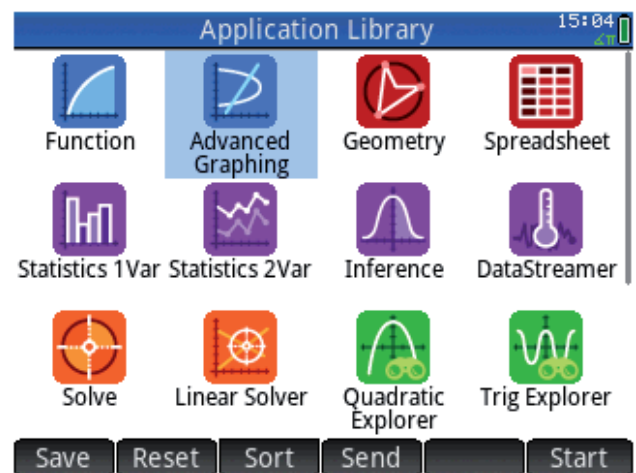 Application Library 15:04
∡π
Function Advanced Graphing Geometry Spreadsheet
Statistics 1Var Statistics 2Var Inference DataStreamer
Solve Linear Solver Quadratic Explorer Trig Explorer
Save Reset Sort Send Start